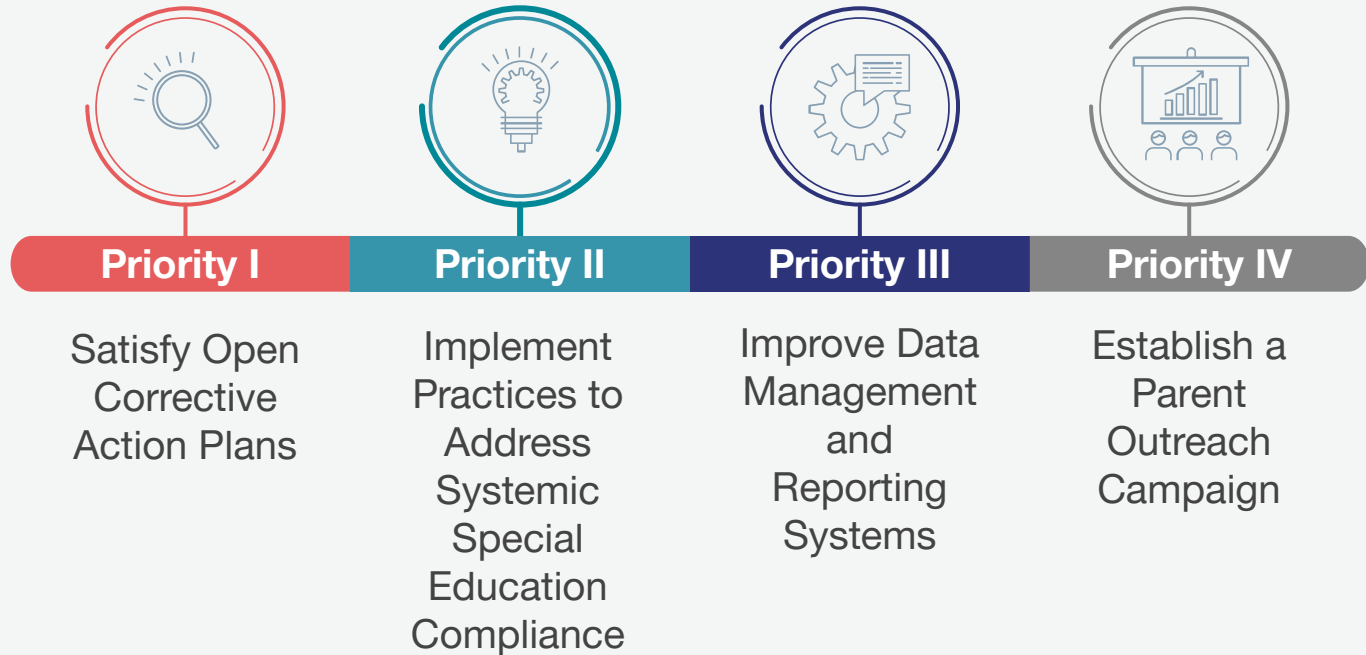 Priority I
Satisfy Open
Corrective
Action Plans
Priority II
Implement
Practices to
Address
Systemic
Special
Education
Compliance
Priority III
Improve Data
Management
and
Reporting
Systems
Priority IV
Establish a
Parent
Outreach
Campaign